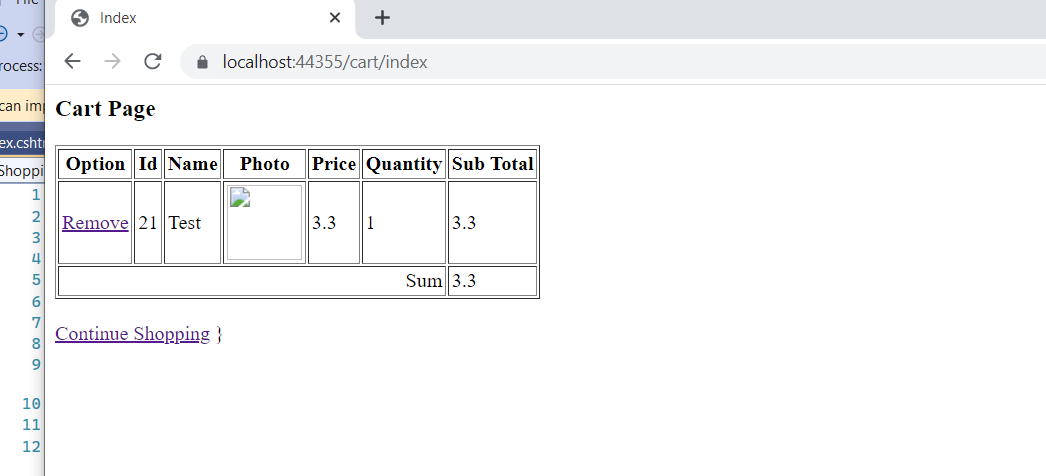 File
Index
rocess:
localhost:44355/cart/index
can imp
Cart Page
ex.cshtm
Option Id Name Photo Price Quantity Sub Total
Shoppi
Remove 21 Test 3.3 1 3.3
Sum 3.3
Continue Shopping }
1
2
3
4
5
6
7
8
9
10
11
12